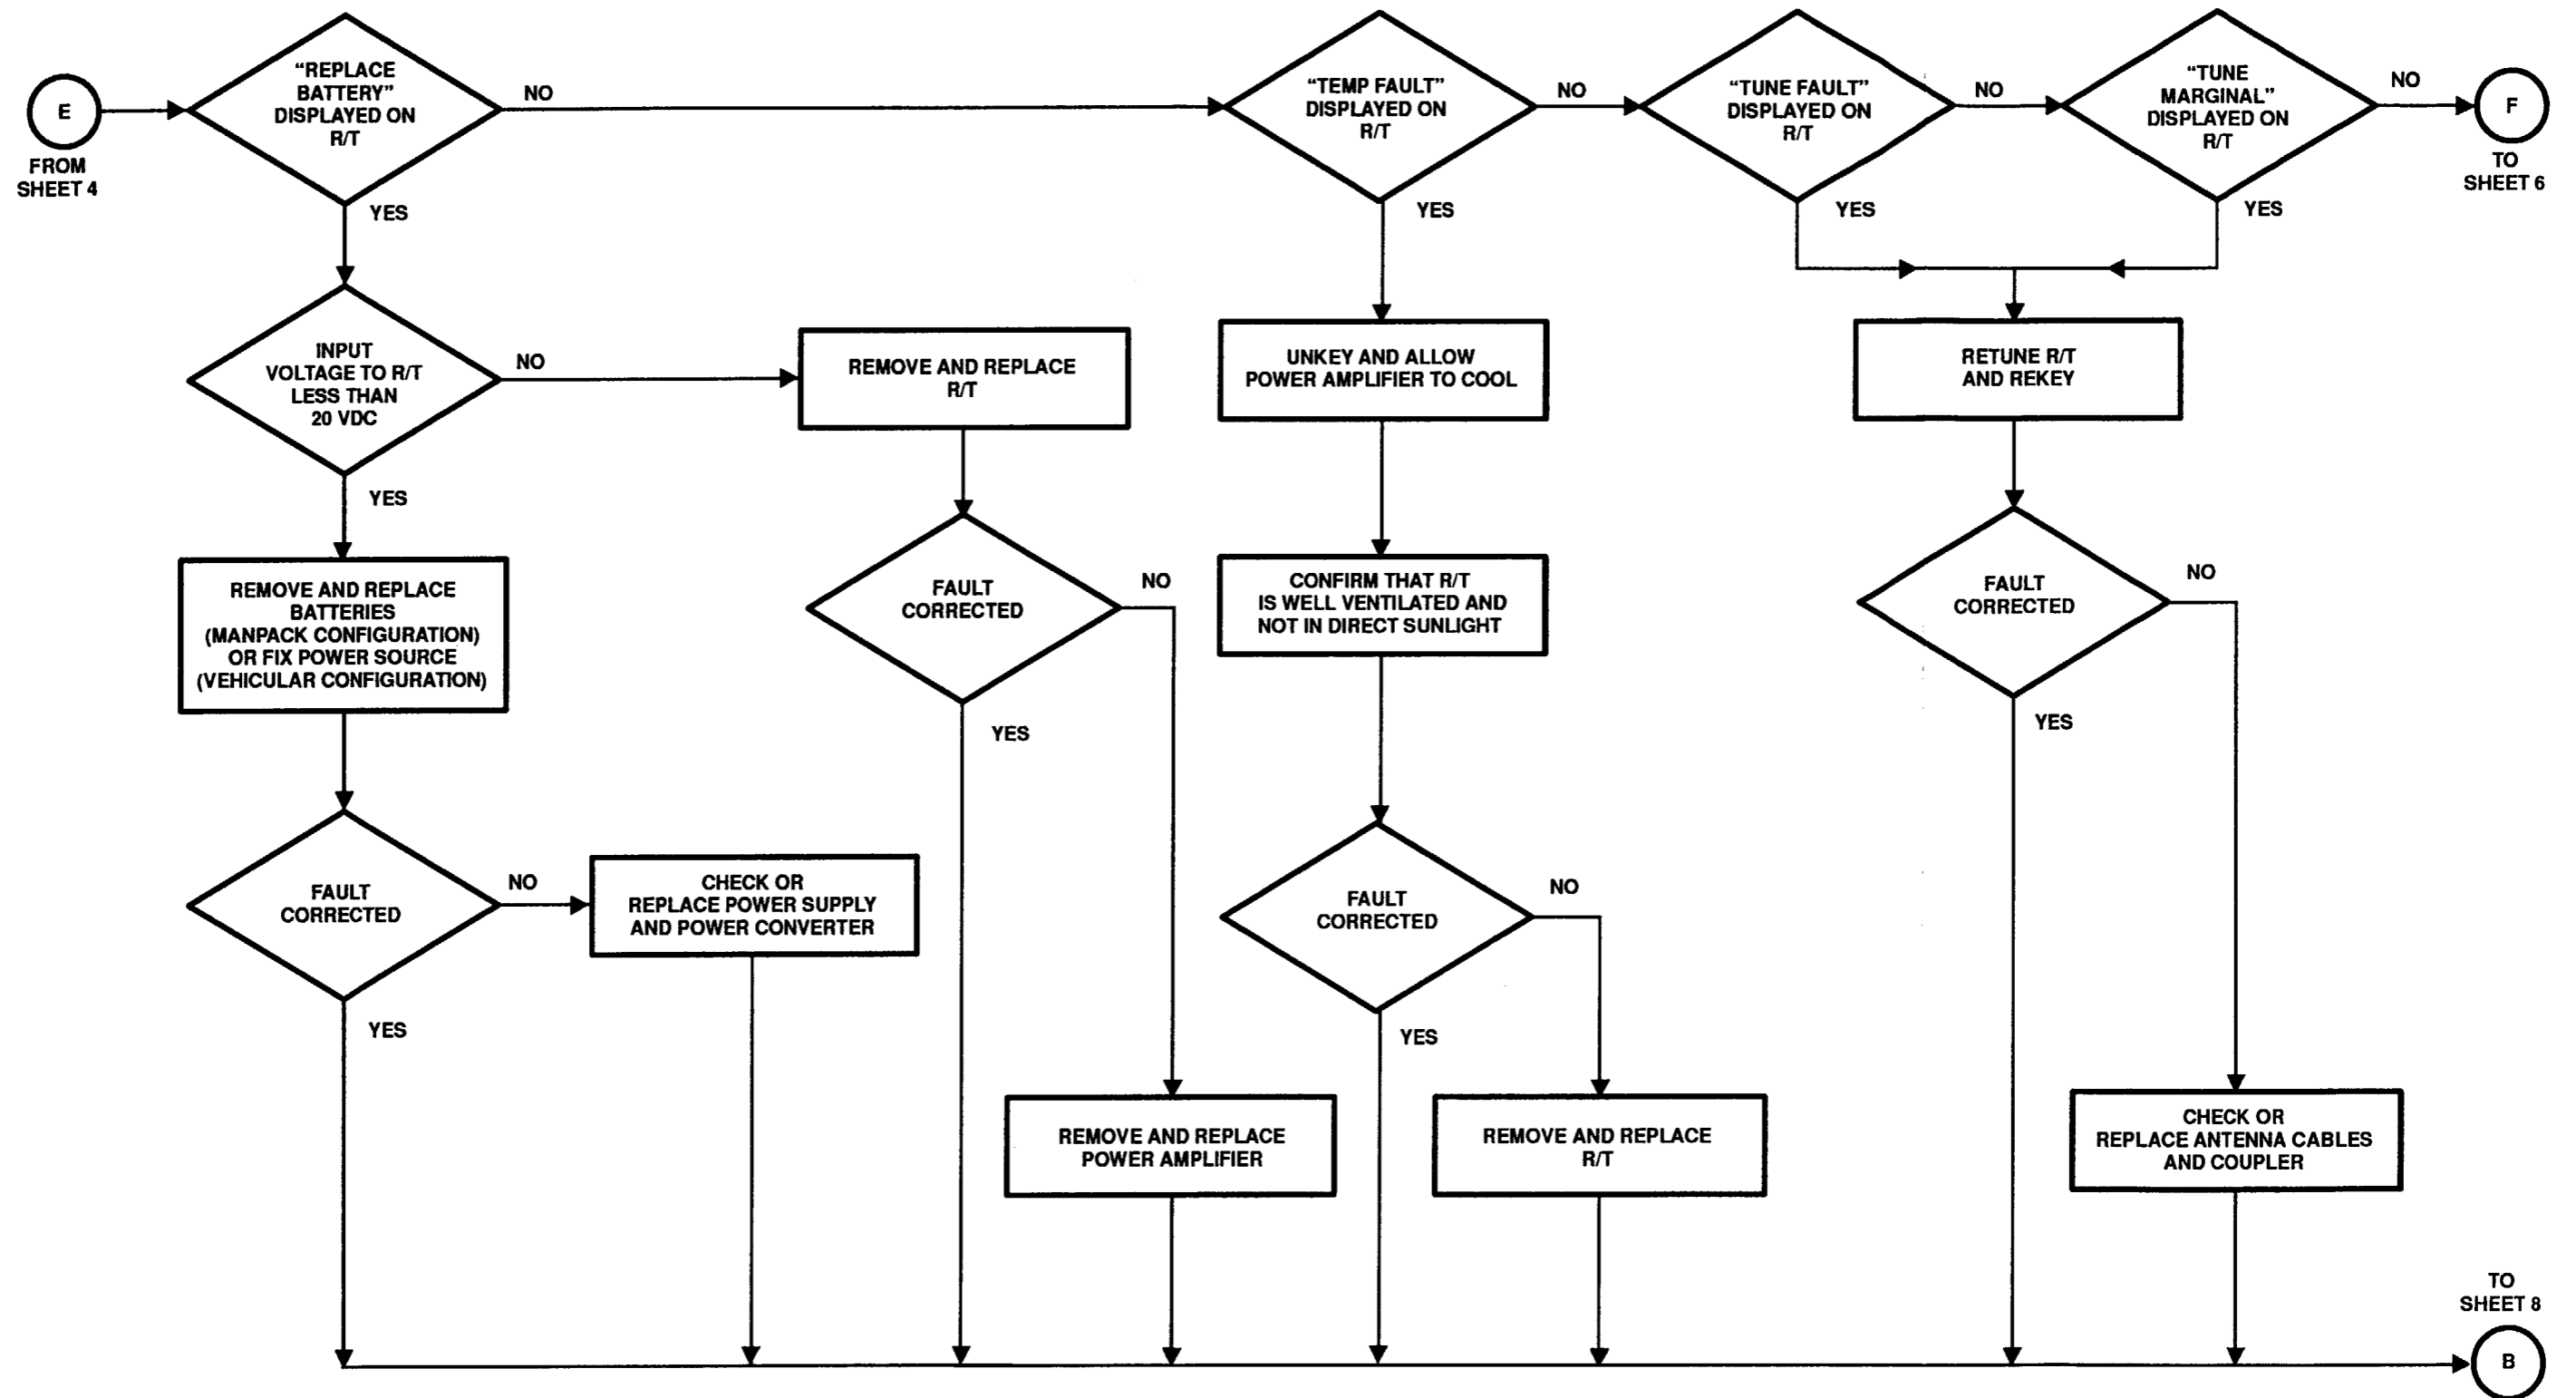 E
FROM
SHEET 4
“REPLACE
BATTERY”
DISPLAYED ON
R/T
NO
YES
“TEMP FAULT”
DISPLAYED ON
R/T
NO
YES
“TUNE FAULT”
DISPLAYED ON
R/T
NO
YES
“TUNE
MARGINAL”
DISPLAYED ON
R/T
NO
YES
F
TO
SHEET 6
INPUT
VOLTAGE TO R/T
LESS THAN
20 VDC
NO
YES
REMOVE AND REPLACE
R/T
UNKEY AND ALLOW
POWER AMPLIFIER TO COOL
RETUNE R/T
AND REKEY
REMOVE AND REPLACE
BATTERIES
(MANPACK CONFIGURATION)
OR FIX POWER SOURCE
(VEHICULAR CONFIGURATION)
FAULT
CORRECTED
NO
YES
CONFIRM THAT R/T
IS WELL VENTILATED AND
NOT IN DIRECT SUNLIGHT
FAULT
CORRECTED
NO
YES
FAULT
CORRECTED
NO
YES
CHECK OR
REPLACE POWER SUPPLY
AND POWER CONVERTER
FAULT
CORRECTED
NO
YES
REMOVE AND REPLACE
POWER AMPLIFIER
REMOVE AND REPLACE
R/T
CHECK OR
REPLACE ANTENNA CABLES
AND COUPLER
TO
SHEET 8
B